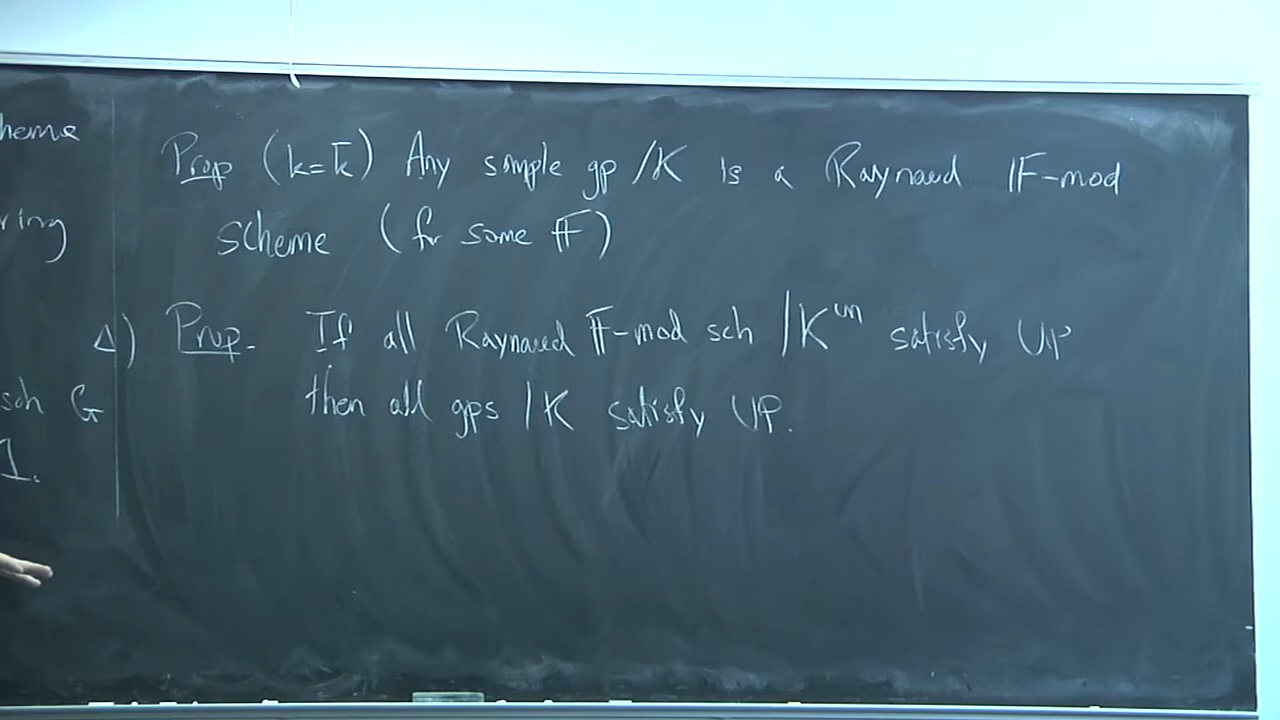 heme
ring
sch G
1.
Prop (k=k̄) Any simple gp /K is a Raynaud 𝔽-mod
scheme (for some 𝔽)
Δ) Prop. If all Raynaud 𝔽-mod sch /K^un satisfy UP
then all gps /K satisfy UP.